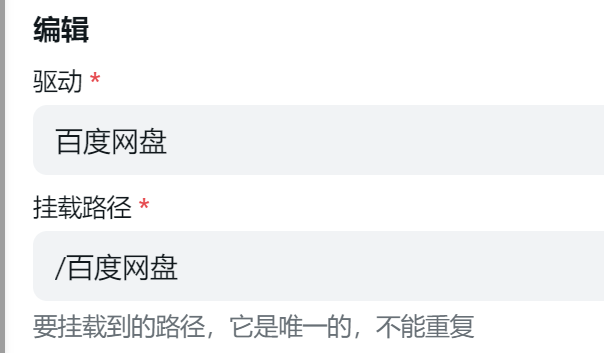 编辑
驱动 *
百度网盘
挂载路径 *
/百度网盘
要挂载到的路径，它是唯一的，不能重复